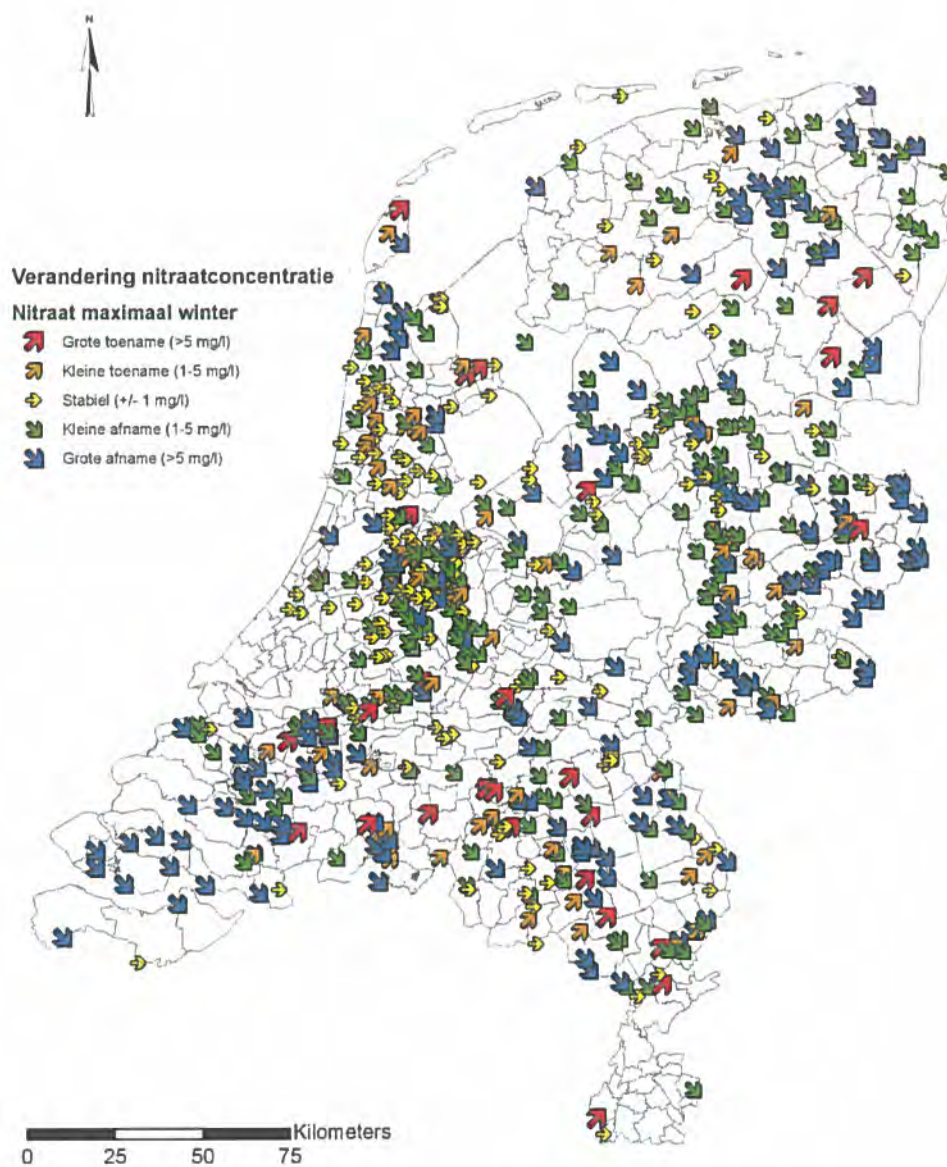 N
Verandering nitraatconcentratie
Nitraat maximaal winter
Grote toename (>5 mg/l)
Kleine toename (1-5 mg/l)
Stabiel (+/- 1 mg/l)
Kleine afname (1-5 mg/l)
Grote afname (>5 mg/l)
Kilometers
0 25 50 75